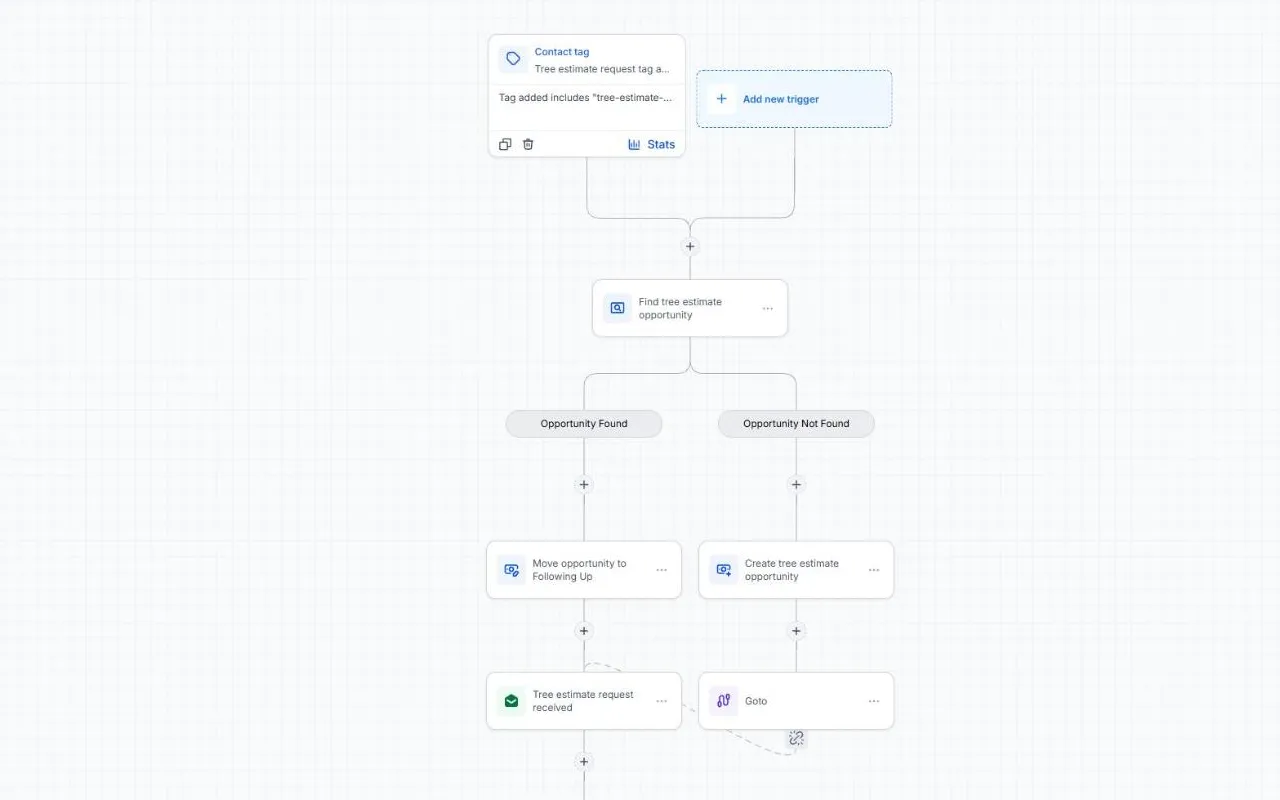 Contact tag
Tree estimate request tag a...
Add new trigger
Tag added includes "tree-estimate-...
Stats
Find tree estimate
opportunity
Opportunity Found
Opportunity Not Found
Move opportunity to
Following Up
Create tree estimate
opportunity
Tree estimate request
received
Goto